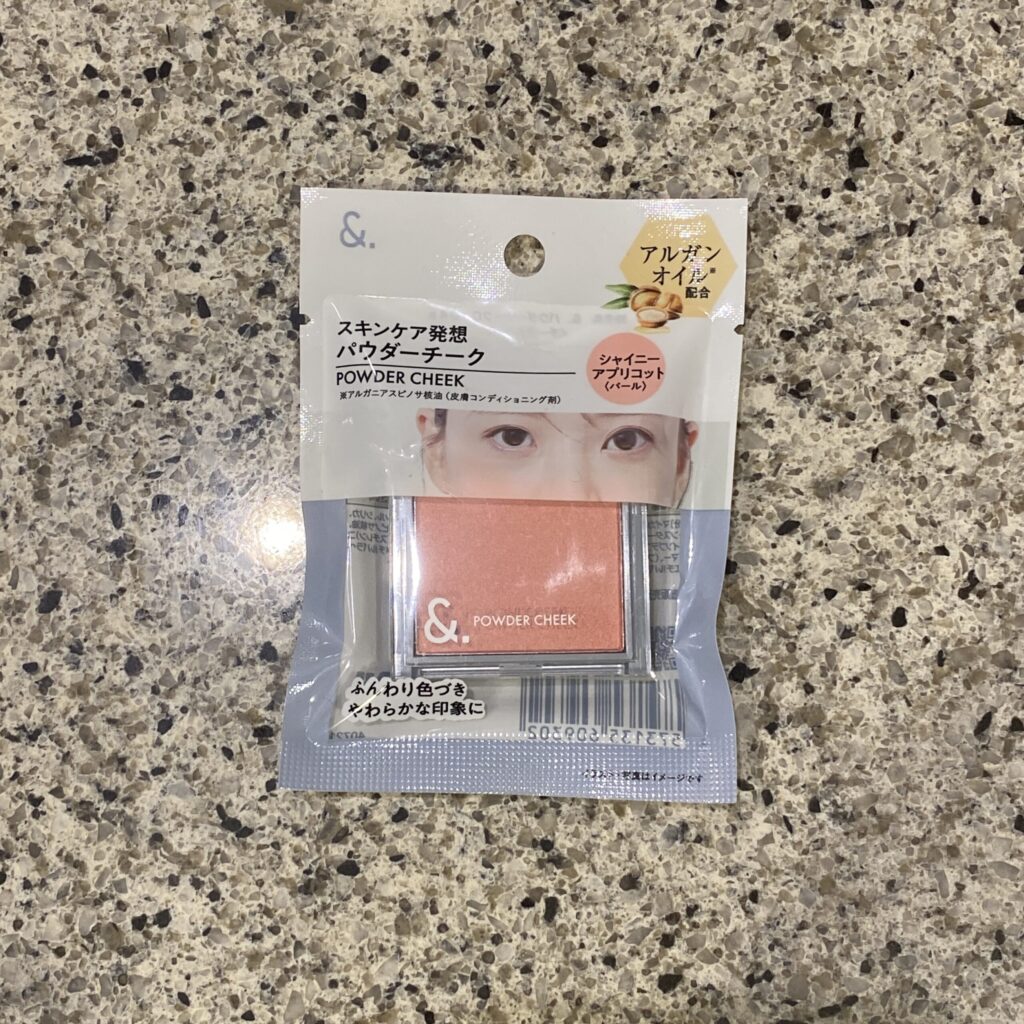 &.
アルガン
オイル※
配合
スキンケア発想
パウダーチーク
POWDER CHEEK
※アルガニアスピノサ核油（皮膚コンディショニング剤）
シャイニー
アプリコット
〈パール〉
&. POWDER CHEEK
ふんわり色づき
やわらかな印象に